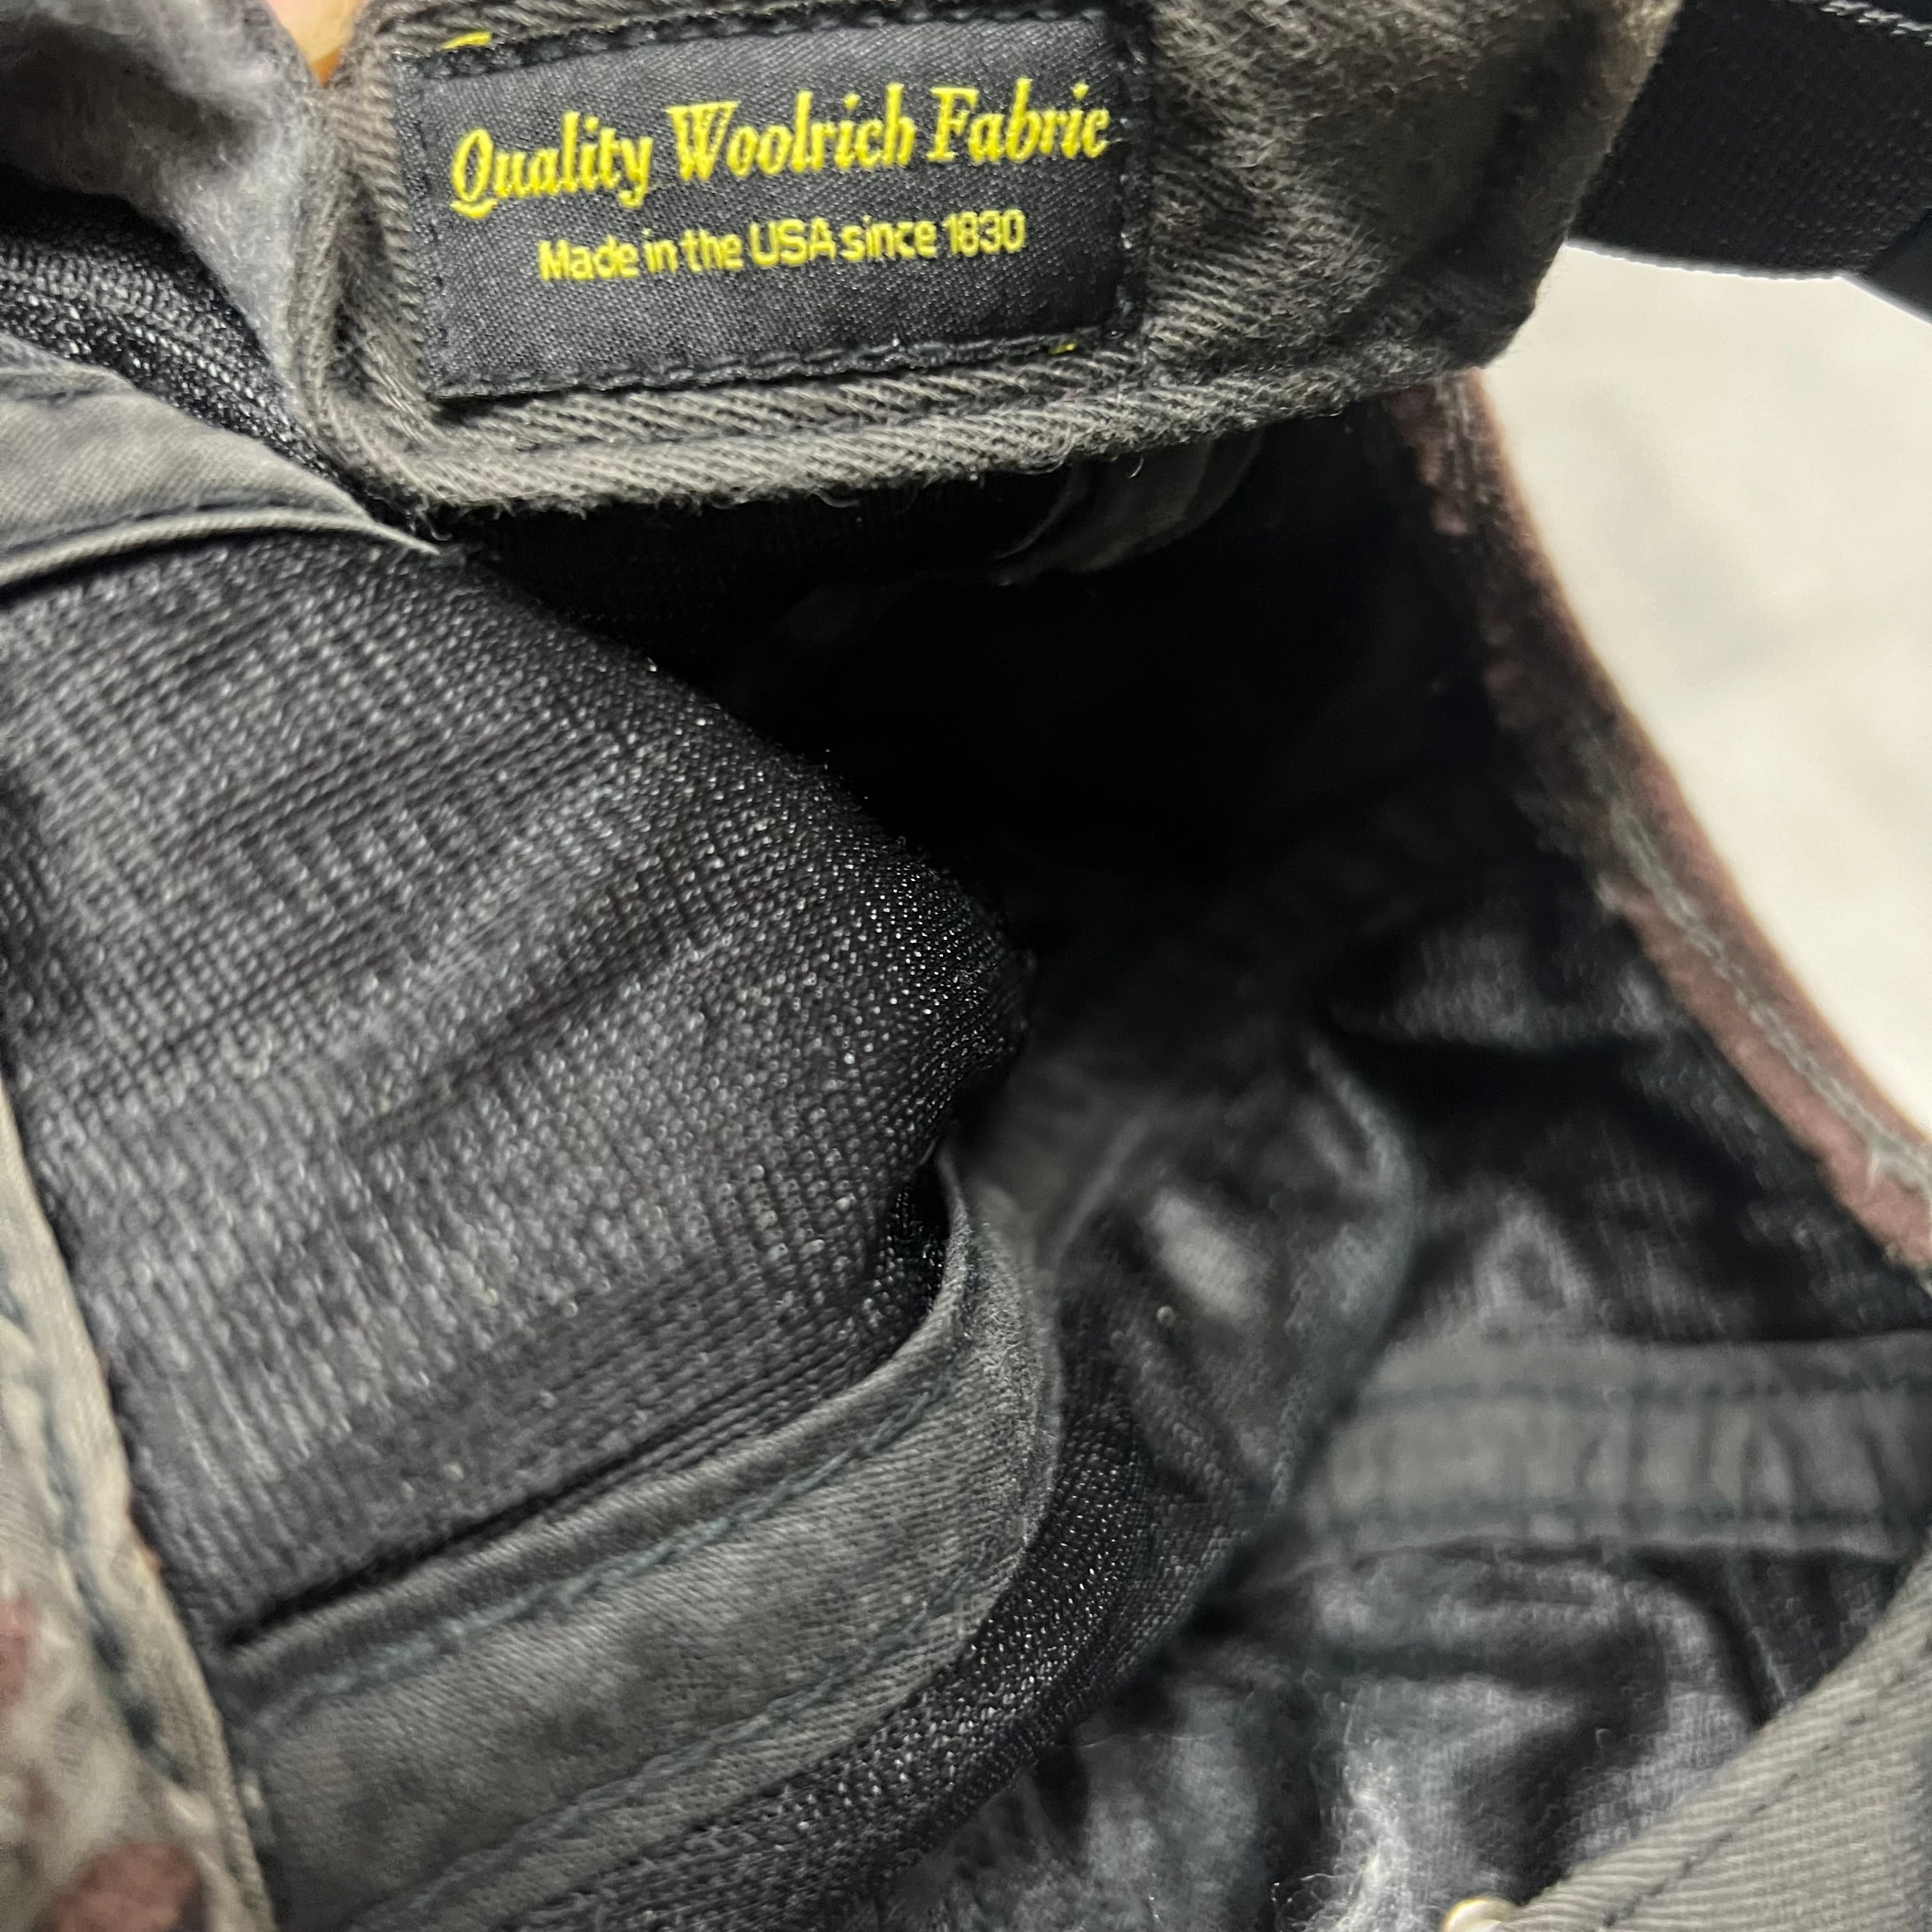 Quality Woolrich Fabric
Made in the USA since 1830